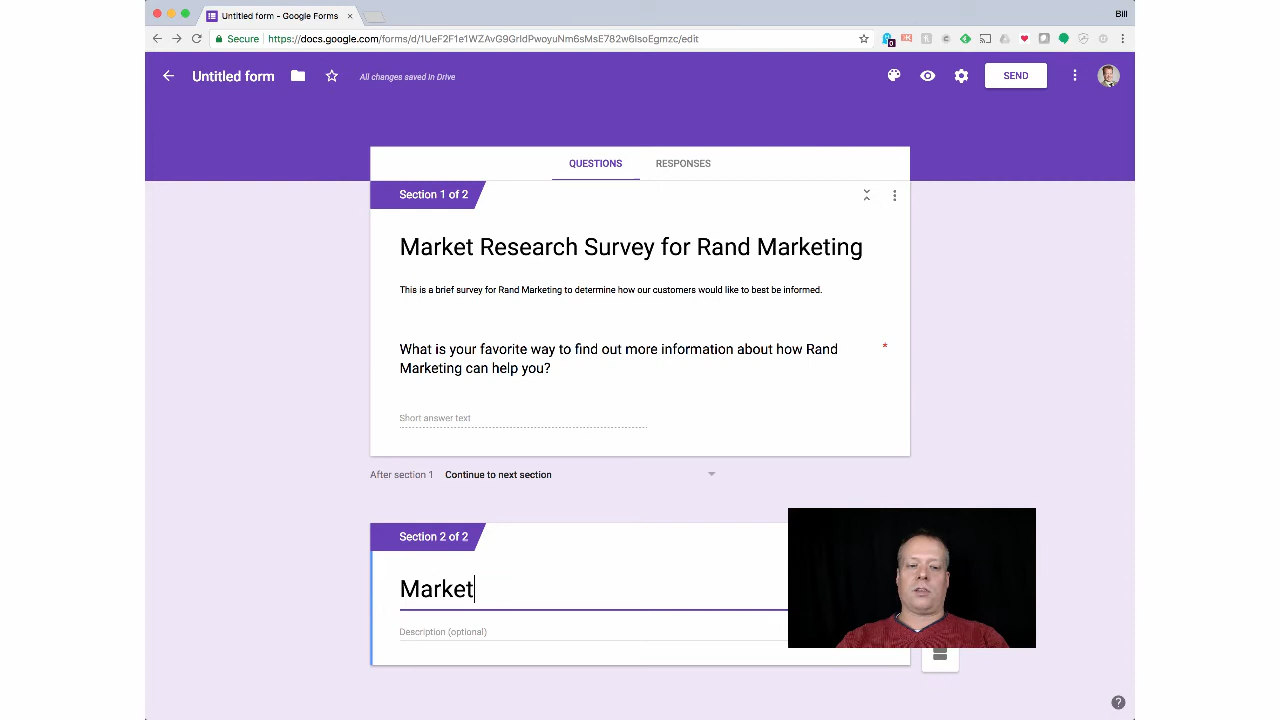 Untitled form - Google Forms
Bill
Secure
https://docs.google.com/forms/d/1UeF2F1e1WZAvG9GrIdPwoyuNm6sMsE782w6IsoEgmzc/edit
Untitled form
All changes saved in Drive
SEND
QUESTIONS
RESPONSES
Section 1 of 2
Market Research Survey for Rand Marketing
This is a brief survey for Rand Marketing to determine how our customers would like to best be informed.
What is your favorite way to find out more information about how Rand
*
Marketing can help you?
Short answer text
After section 1
Continue to next section
Section 2 of 2
Market
Description (optional)